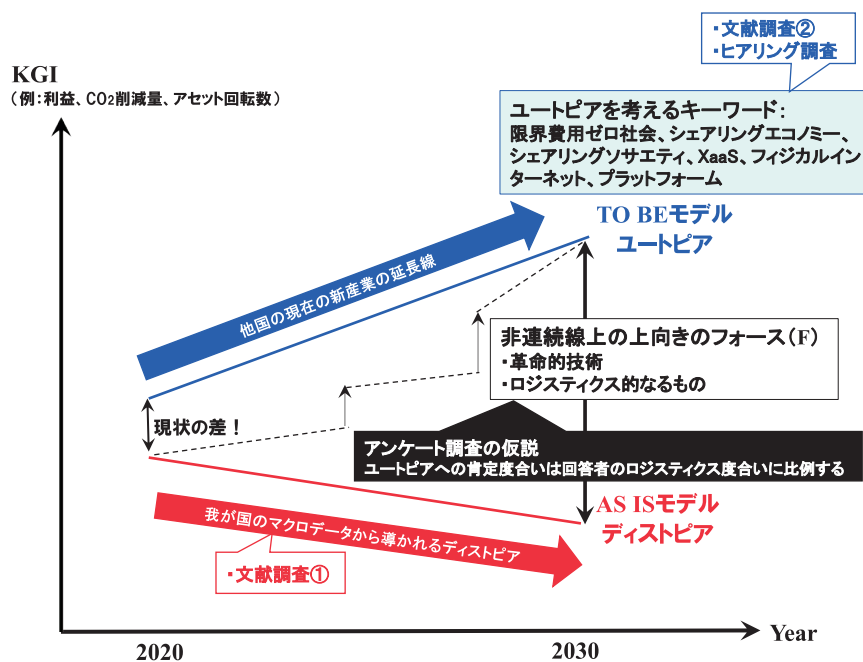 ・文献調査②
・ヒアリング調査
KGI
（例：利益、CO2削減量、アセット回転数）
ユートピアを考えるキーワード：
限界費用ゼロ社会、シェアリングエコノミー、
シェアリングソサエティ、XaaS、フィジカルイン
ターネット、プラットフォーム
TO BEモデル
ユートピア
他国の現在の新産業の延長線
非連続線上の上向きのフォース（F）
・革命的技術
・ロジスティクス的なるもの
現状の差！
アンケート調査の仮説
ユートピアへの肯定度合いは回答者のロジスティクス度合いに比例する
AS ISモデル
ディストピア
我が国のマクロデータから導かれるディストピア
・文献調査①
Year
2020
2030